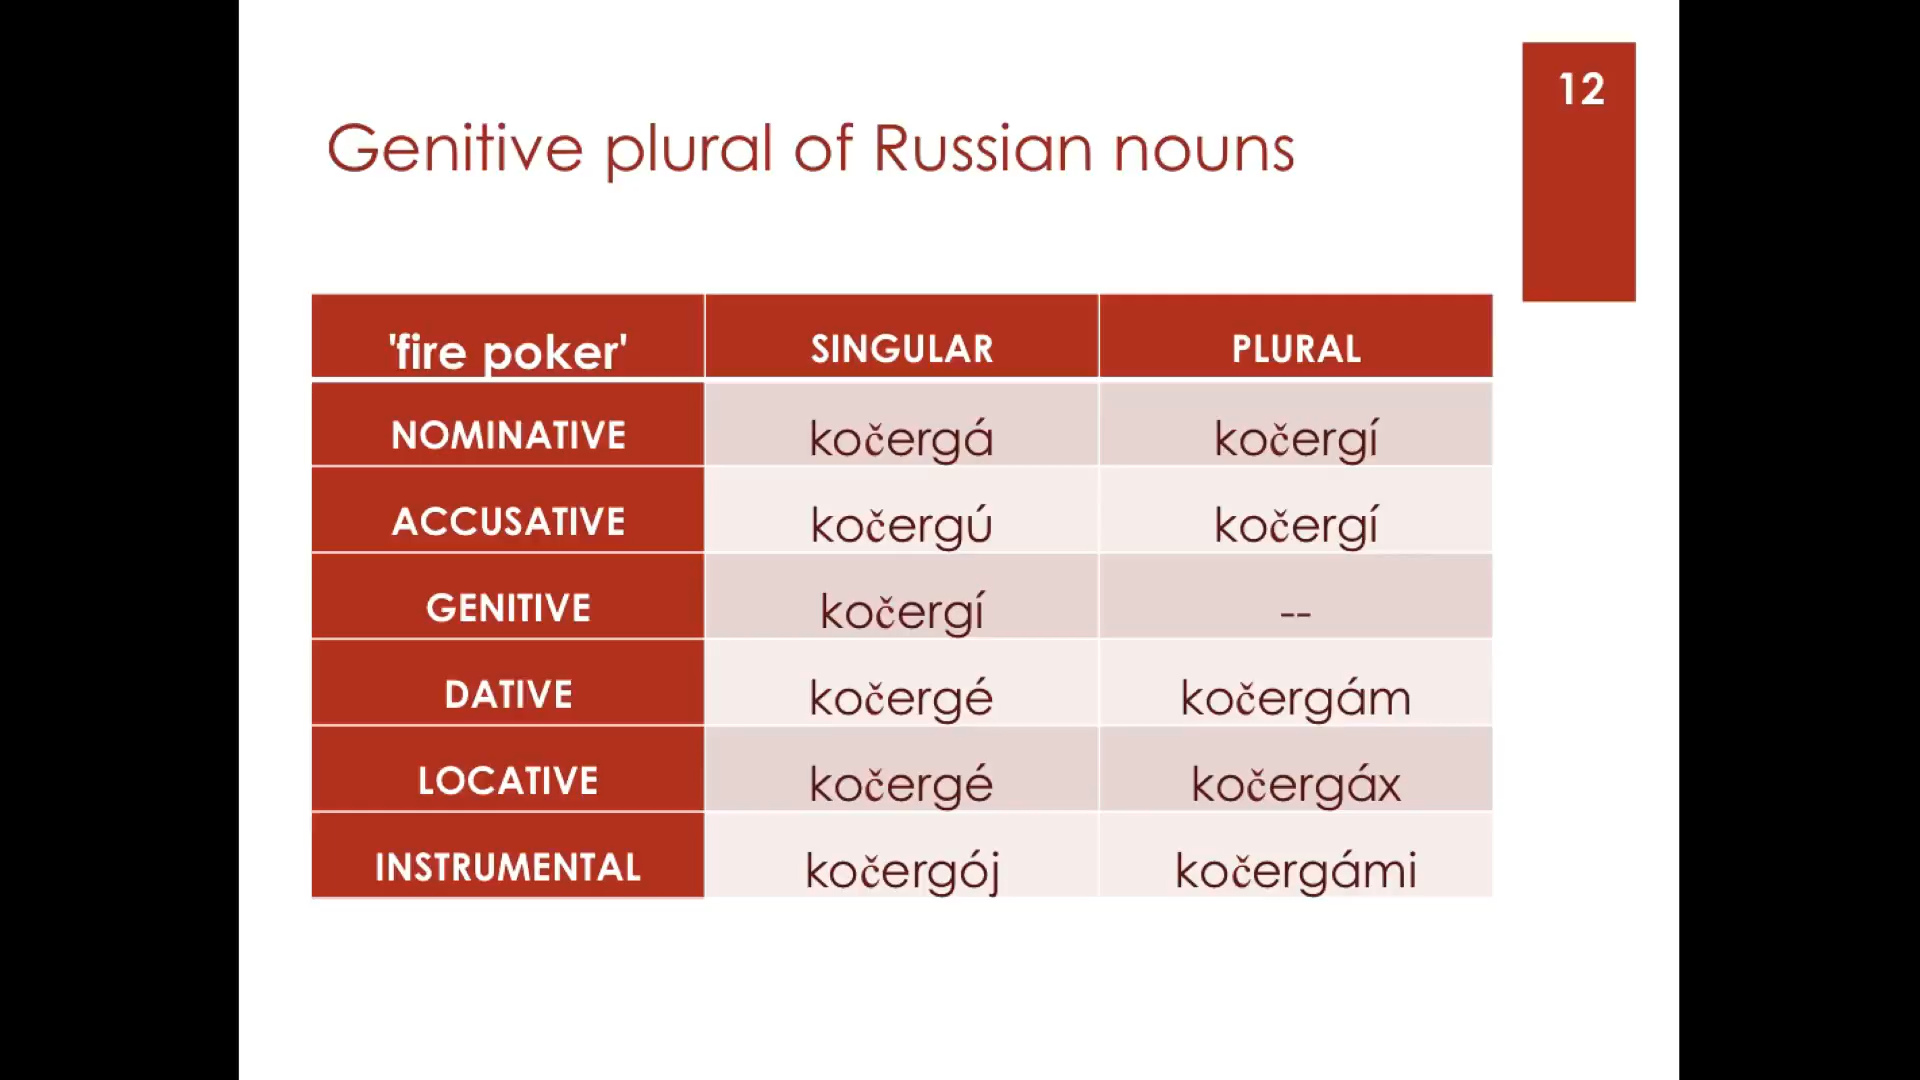 12
Genitive plural of Russian nouns
'fire poker' SINGULAR PLURAL
NOMINATIVE kočergá kočergí
ACCUSATIVE kočergú kočergí
GENITIVE kočergí --
DATIVE kočergé kočergám
LOCATIVE kočergé kočergáx
INSTRUMENTAL kočergój kočergámi